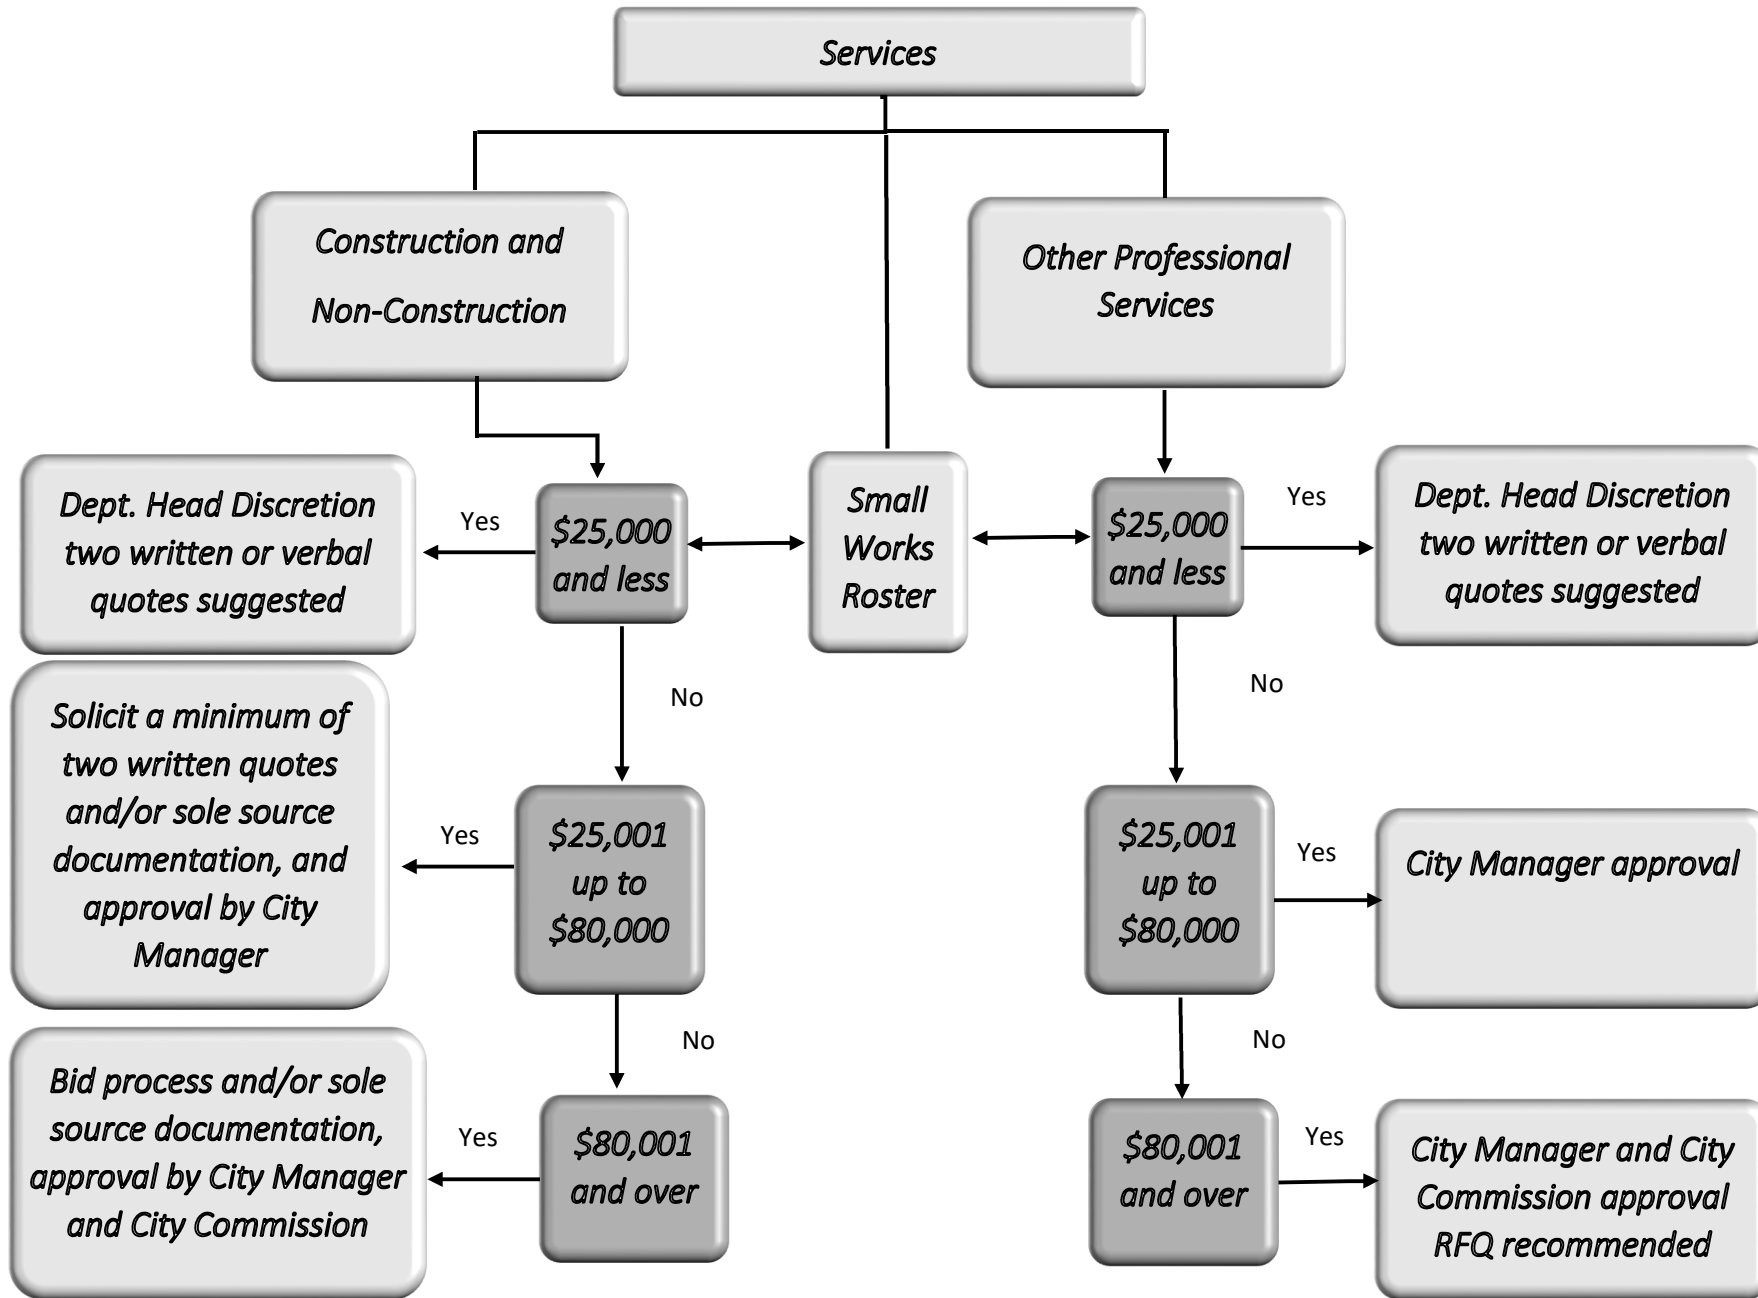 Services
Construction and
Non-Construction
Other Professional
Services
Dept. Head Discretion
two written or verbal
quotes suggested
Yes
$25,000
and less
Small
Works
Roster
$25,000
and less
Yes
Dept. Head Discretion
two written or verbal
quotes suggested
No
No
Solicit a minimum of
two written quotes
and/or sole source
documentation, and
approval by City
Manager
Yes
$25,001
up to
$80,000
$25,001
up to
$80,000
Yes
City Manager approval
No
No
Bid process and/or sole
source documentation,
approval by City Manager
and City Commission
Yes
$80,001
and over
$80,001
and over
Yes
City Manager and City
Commission approval
RFQ recommended